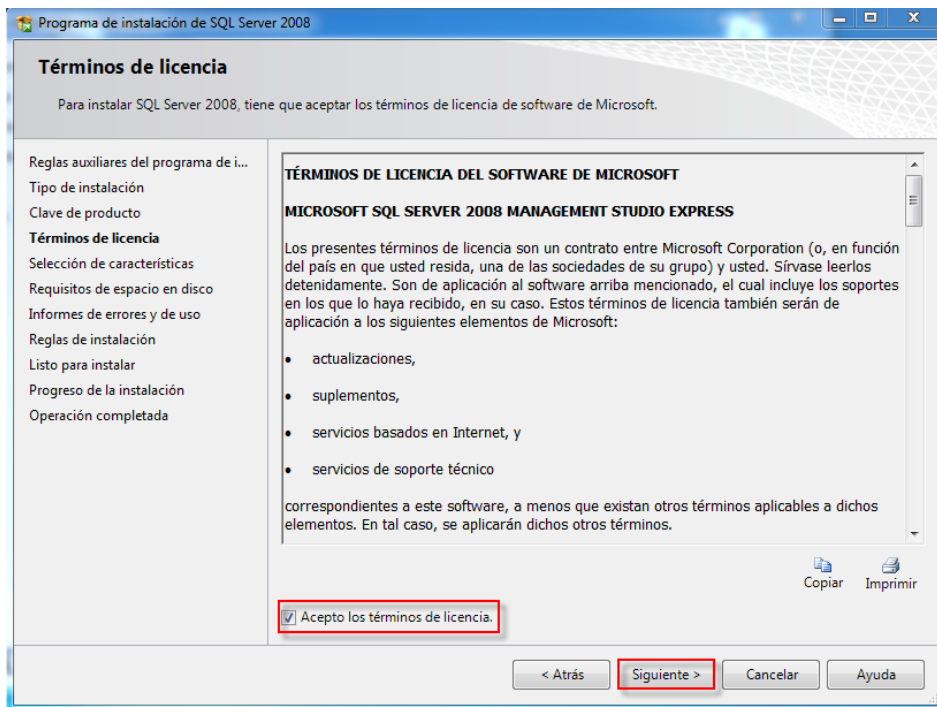 Programa de instalación de SQL Server 2008
Términos de licencia
Para instalar SQL Server 2008, tiene que aceptar los términos de licencia de software de Microsoft.
Reglas auxiliares del programa de i...
Tipo de instalación
Clave de producto
Términos de licencia
Selección de características
Requisitos de espacio en disco
Informes de errores y de uso
Reglas de instalación
Listo para instalar
Progreso de la instalación
Operación completada
TÉRMINOS DE LICENCIA DEL SOFTWARE DE MICROSOFT
MICROSOFT SQL SERVER 2008 MANAGEMENT STUDIO EXPRESS
Los presentes términos de licencia son un contrato entre Microsoft Corporation (o, en función
del país en que usted resida, una de las sociedades de su grupo) y usted. Sírvase leerlos
detenidamente. Son de aplicación al software arriba mencionado, el cual incluye los soportes
en los que lo haya recibido, en su caso. Estos términos de licencia también serán de
aplicación a los siguientes elementos de Microsoft:
• actualizaciones,
• suplementos,
• servicios basados en Internet, y
• servicios de soporte técnico
correspondientes a este software, a menos que existan otros términos aplicables a dichos
elementos. En tal caso, se aplicarán dichos otros términos.
Copiar Imprimir
Acepto los términos de licencia.
< Atrás Siguiente > Cancelar Ayuda